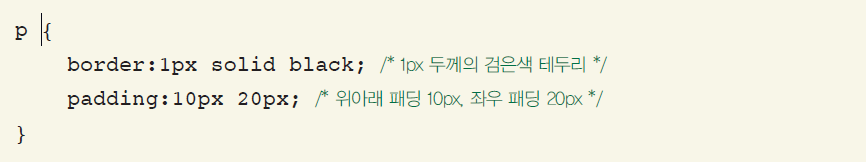 p {
border:1px solid black; /* 1px 두께의 검은색 테두리 */
padding:10px 20px; /* 위아래 패딩 10px, 좌우 패딩 20px */
}